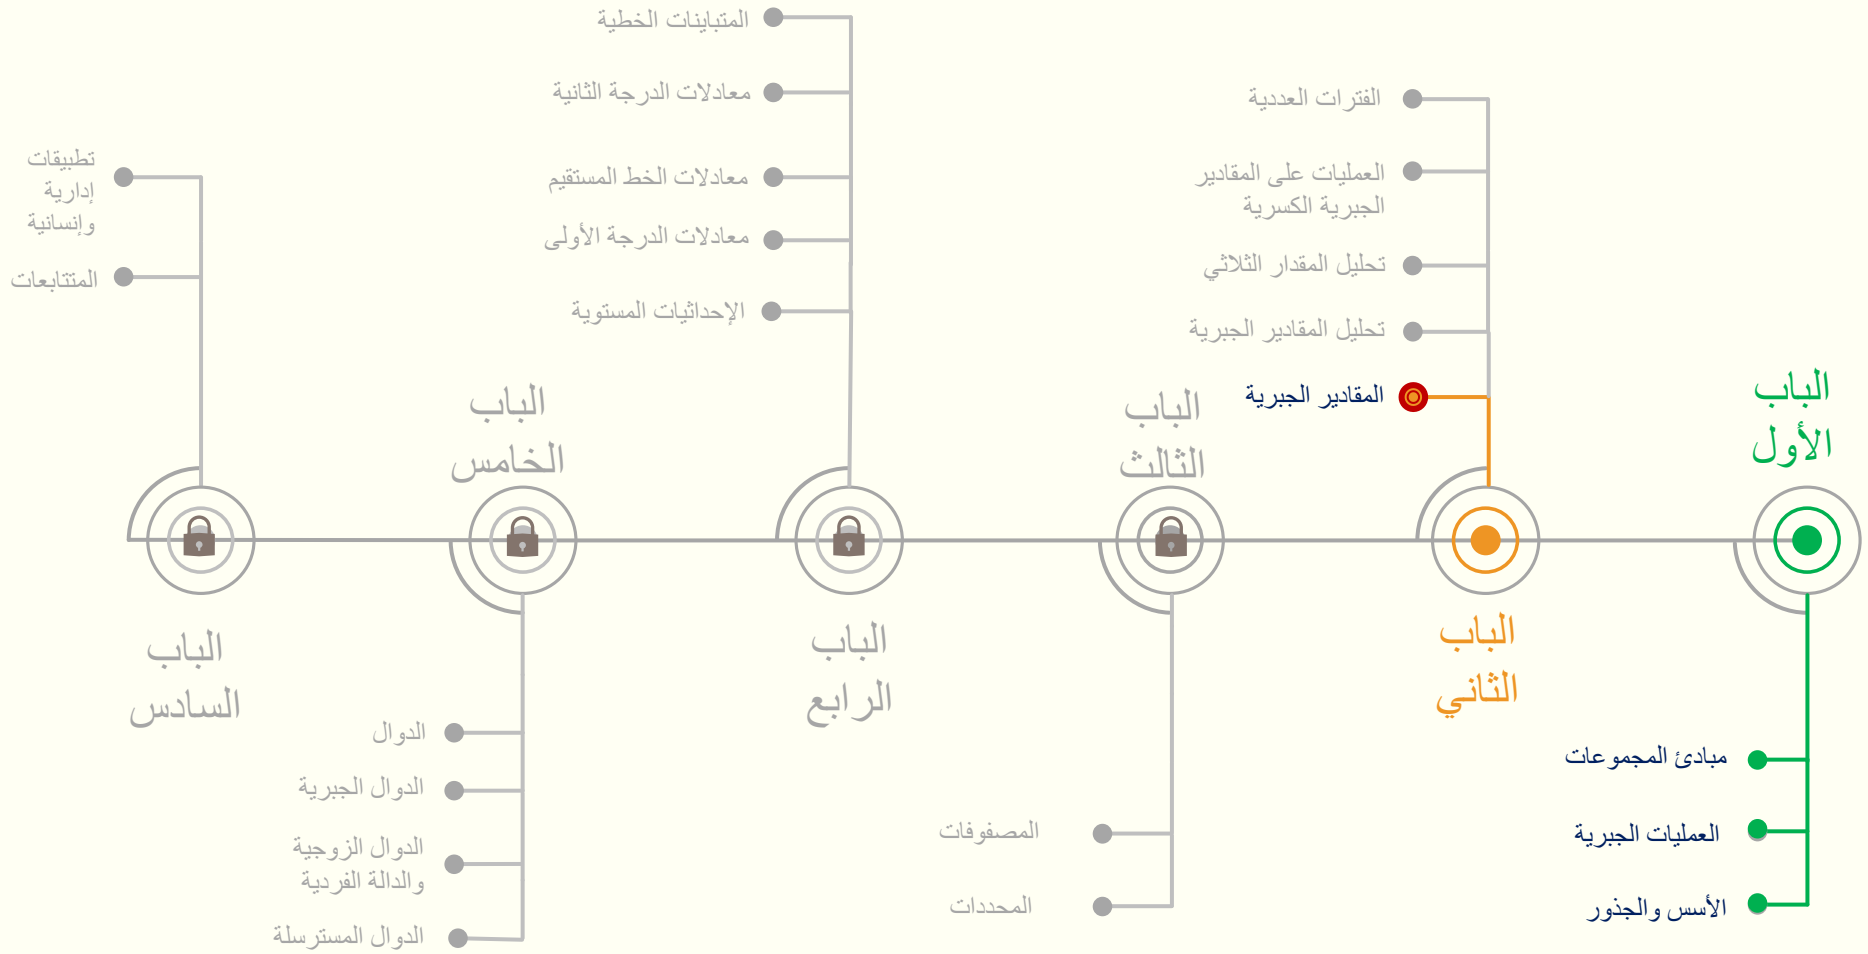 الباب
الأول
مبادئ المجموعات
العمليات الجبرية
الأسس والجذور
الفترات العددية
العمليات على المقادير
الجبرية الكسرية
تحليل المقدار الثلاثي
تحليل المقادير الجبرية
المقادير الجبرية
الباب
الثاني
الباب
الثالث
المصفوفات
المحددات
المتباينات الخطية
معادلات الدرجة الثانية
معادلات الخط المستقيم
معادلات الدرجة الأولى
الإحداثيات المستوية
الباب
الرابع
الباب
الخامس
الدوال
الدوال الجبرية
الدوال الزوجية
والدالة الفردية
الدوال المسترسلة
تطبيقات
إدارية
وإنسانية
المتتابعات
الباب
السادس